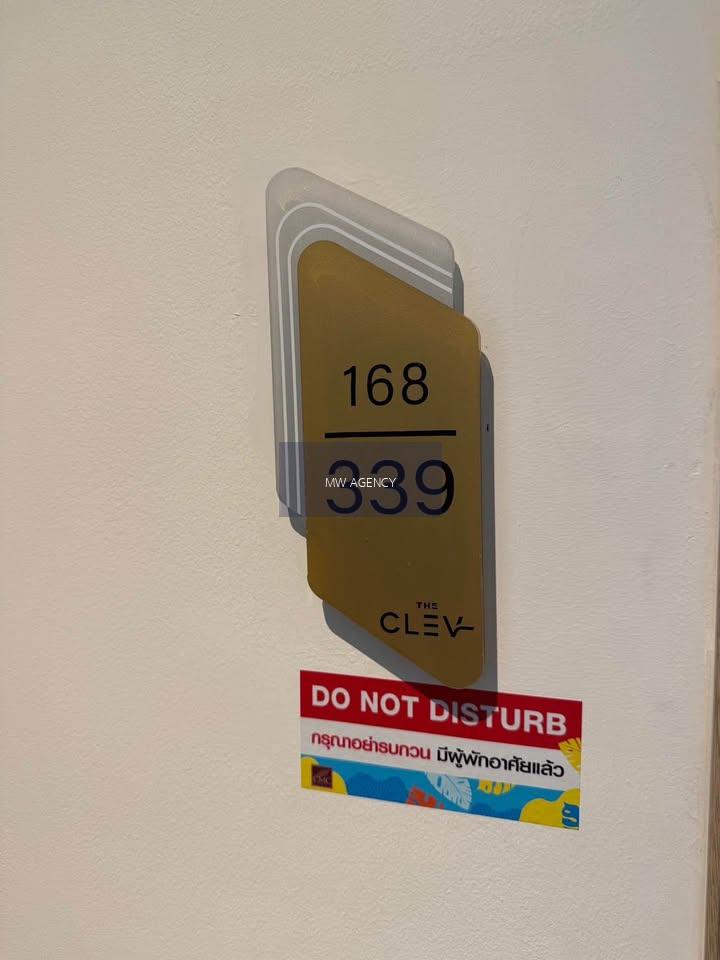 168
339
MW AGENCY
THE
CLEV
DO NOT DISTURB
กรุณาอย่ารบกวน มีผู้พักอาศัยแล้ว
CMC